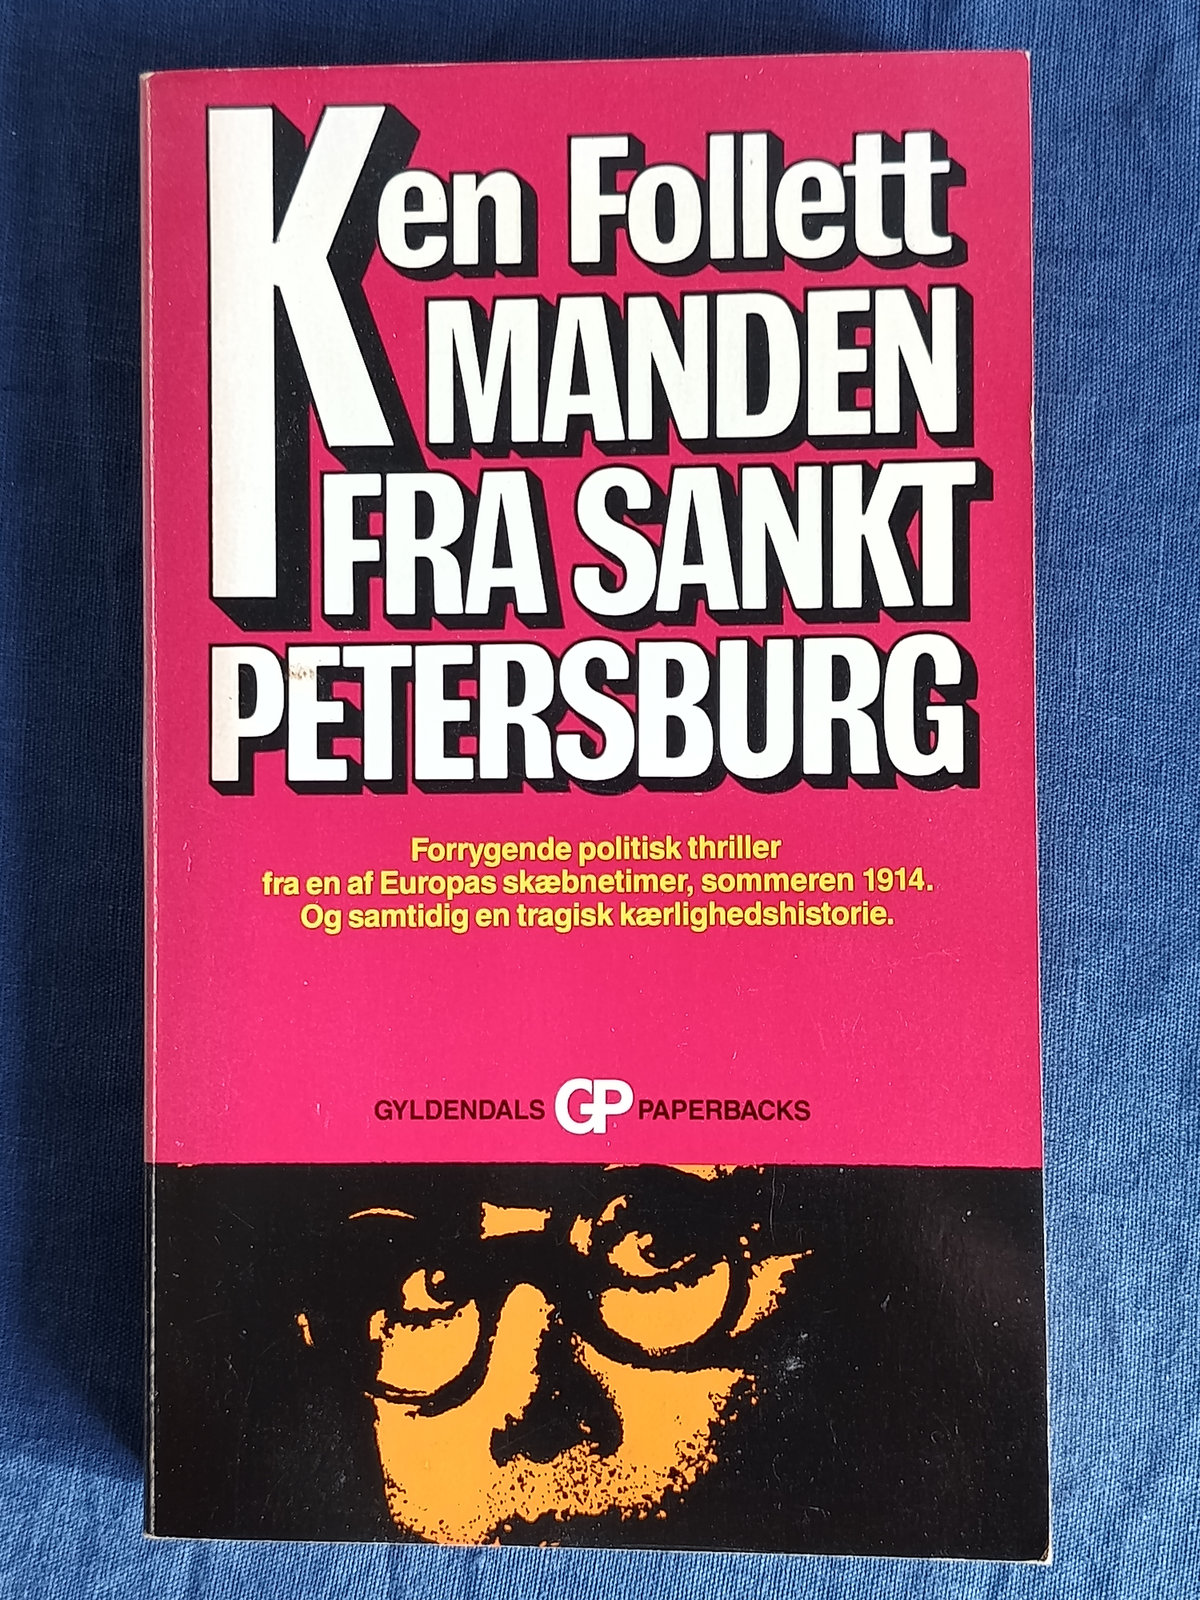 Ken Follett
MANDEN
FRA SANKT
PETERSBURG
Forrygende politisk thriller
fra en af Europas skæbnetimer, sommeren 1914.
Og samtidig en tragisk kærlighedshistorie.
GYLDENDALS GP PAPERBACKS